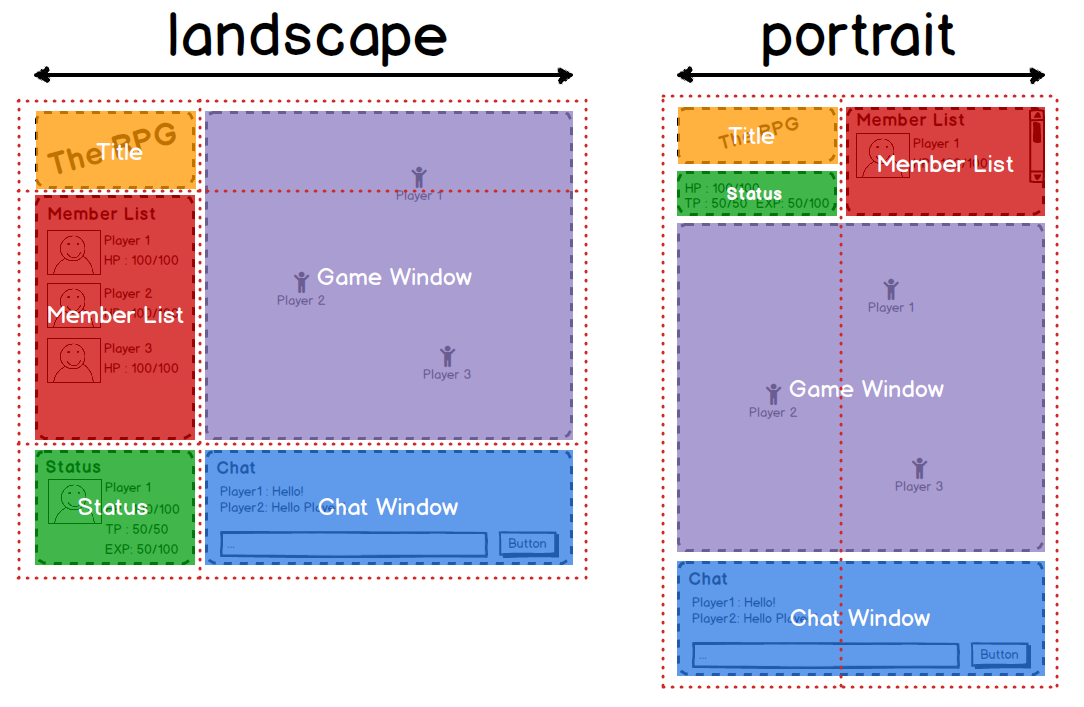 landscape
The RPG
Title
Member List
Player 1
HP : 100/100
Player 2
Member List
Player 3
HP : 100/100
Status
Player 1
Status
/100
TP : 50/50
EXP: 50/100
Player 1
Game Window
Player 2
Player 3
Chat
Player1 : Hello!
Player2: Hello Player
Chat Window
...
Button
portrait
The RPG
Title
HP : 100/100
Status
TP : 50/50 EXP: 50/100
Member List
Player 1
Member List
Player 1
Game Window
Player 2
Player 3
Chat
Player1 : Hello!
Player2: Hello Player
Chat Window
...
Button